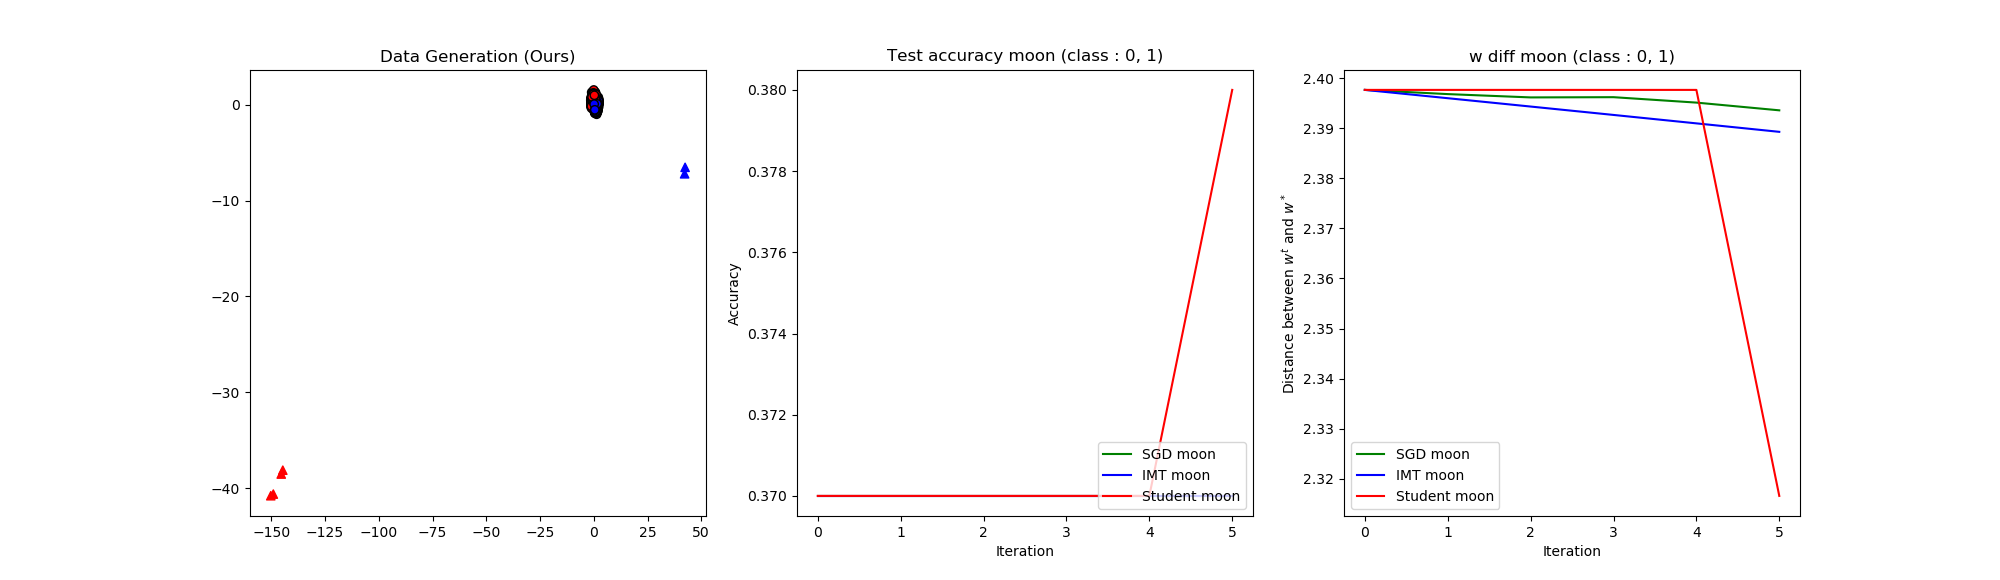 Data Generation (Ours)
0
−10
−20
−30
−40
−150 −125 −100 −75 −50 −25 0 25 50
Test accuracy moon (class : 0, 1)
Accuracy
0.380
0.378
0.376
0.374
0.372
0.370
SGD moon
IMT moon
Student moon
0 1 2 3 4 5
Iteration
w diff moon (class : 0, 1)
Distance between w^t and w^*
2.40
2.39
2.38
2.37
2.36
2.35
2.34
2.33
2.32
SGD moon
IMT moon
Student moon
0 1 2 3 4 5
Iteration